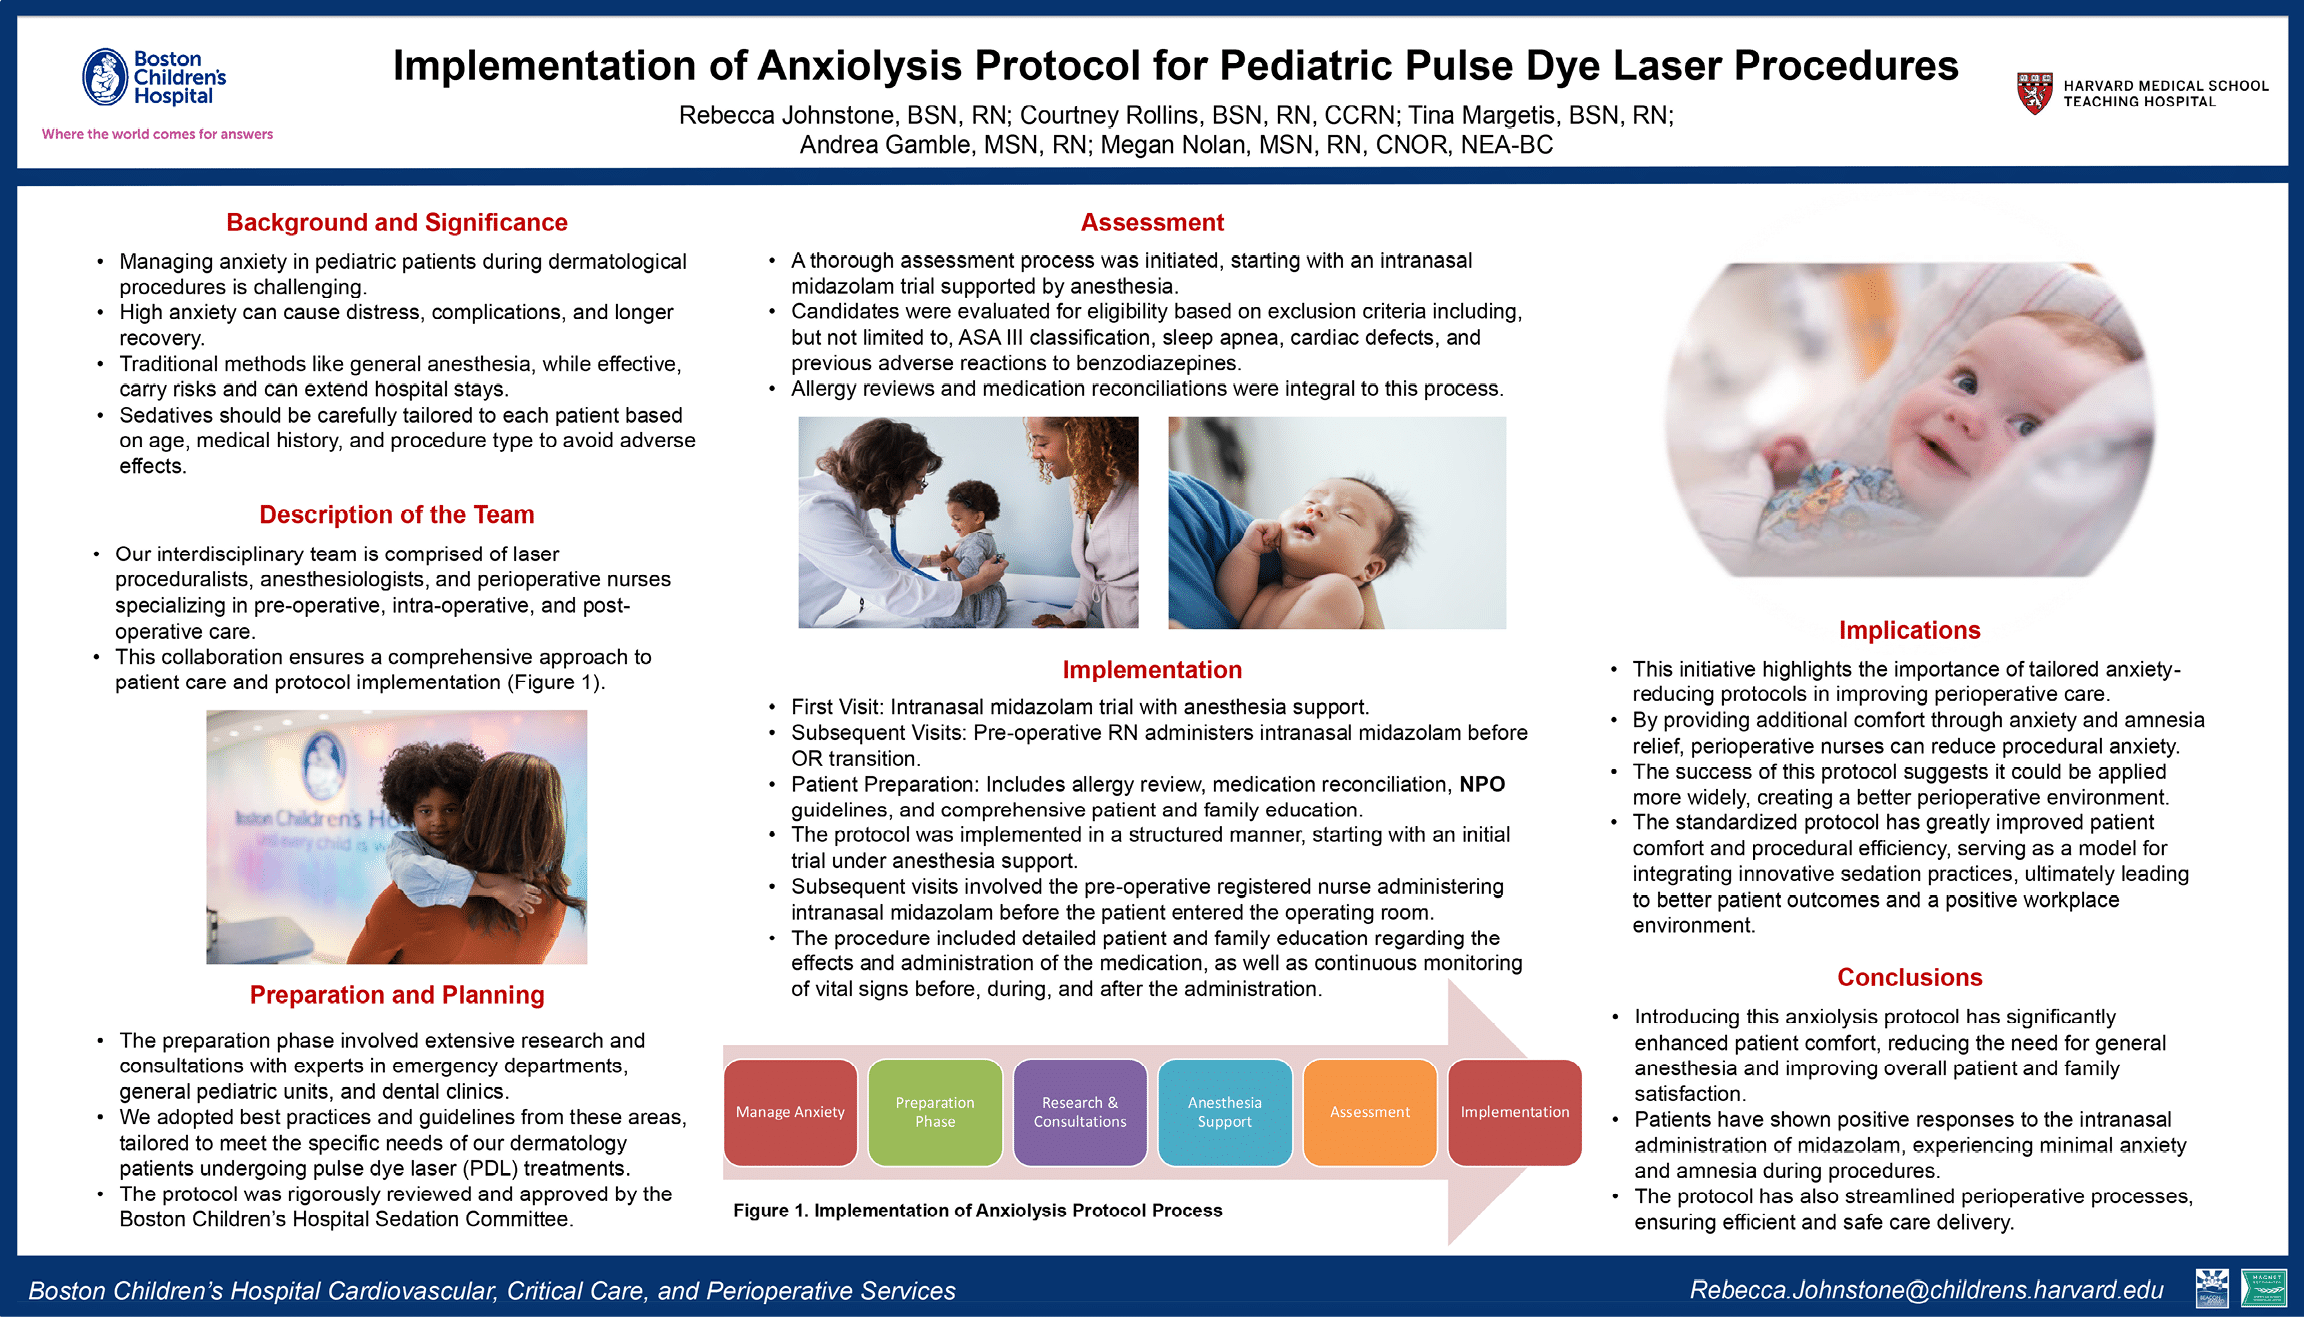 Boston
Children's
Hospital
Where the world comes for answers
Implementation of Anxiolysis Protocol for Pediatric Pulse Dye Laser Procedures
Rebecca Johnstone, BSN, RN; Courtney Rollins, BSN, RN, CCRN; Tina Margetis, BSN, RN;
Andrea Gamble, MSN, RN; Megan Nolan, MSN, RN, CNOR, NEA-BC
HARVARD MEDICAL SCHOOL
TEACHING HOSPITAL
Background and Significance
• Managing anxiety in pediatric patients during dermatological
procedures is challenging.
• High anxiety can cause distress, complications, and longer
recovery.
• Traditional methods like general anesthesia, while effective,
carry risks and can extend hospital stays.
• Sedatives should be carefully tailored to each patient based
on age, medical history, and procedure type to avoid adverse
effects.
Description of the Team
• Our interdisciplinary team is comprised of laser
proceduralists, anesthesiologists, and perioperative nurses
specializing in pre-operative, intra-operative, and post-
operative care.
• This collaboration ensures a comprehensive approach to
patient care and protocol implementation (Figure 1).
Boston Children's Ho
every child is
Preparation and Planning
• The preparation phase involved extensive research and
consultations with experts in emergency departments,
general pediatric units, and dental clinics.
• We adopted best practices and guidelines from these areas,
tailored to meet the specific needs of our dermatology
patients undergoing pulse dye laser (PDL) treatments.
• The protocol was rigorously reviewed and approved by the
Boston Children's Hospital Sedation Committee.
Assessment
• A thorough assessment process was initiated, starting with an intranasal
midazolam trial supported by anesthesia.
• Candidates were evaluated for eligibility based on exclusion criteria including,
but not limited to, ASA III classification, sleep apnea, cardiac defects, and
previous adverse reactions to benzodiazepines.
• Allergy reviews and medication reconciliations were integral to this process.
Implementation
• First Visit: Intranasal midazolam trial with anesthesia support.
• Subsequent Visits: Pre-operative RN administers intranasal midazolam before
OR transition.
• Patient Preparation: Includes allergy review, medication reconciliation, NPO
guidelines, and comprehensive patient and family education.
• The protocol was implemented in a structured manner, starting with an initial
trial under anesthesia support.
• Subsequent visits involved the pre-operative registered nurse administering
intranasal midazolam before the patient entered the operating room.
• The procedure included detailed patient and family education regarding the
effects and administration of the medication, as well as continuous monitoring
of vital signs before, during, and after the administration.
Manage Anxiety
Preparation
Phase
Research &
Consultations
Anesthesia
Support
Assessment
Implementation
Figure 1. Implementation of Anxiolysis Protocol Process
Implications
• This initiative highlights the importance of tailored anxiety-
reducing protocols in improving perioperative care.
• By providing additional comfort through anxiety and amnesia
relief, perioperative nurses can reduce procedural anxiety.
• The success of this protocol suggests it could be applied
more widely, creating a better perioperative environment.
• The standardized protocol has greatly improved patient
comfort and procedural efficiency, serving as a model for
integrating innovative sedation practices, ultimately leading
to better patient outcomes and a positive workplace
environment.
Conclusions
• Introducing this anxiolysis protocol has significantly
enhanced patient comfort, reducing the need for general
anesthesia and improving overall patient and family
satisfaction.
• Patients have shown positive responses to the intranasal
administration of midazolam, experiencing minimal anxiety
and amnesia during procedures.
• The protocol has also streamlined perioperative processes,
ensuring efficient and safe care delivery.
Boston Children's Hospital Cardiovascular, Critical Care, and Perioperative Services
Rebecca.Johnstone@childrens.harvard.edu
BEACON
MAGNET